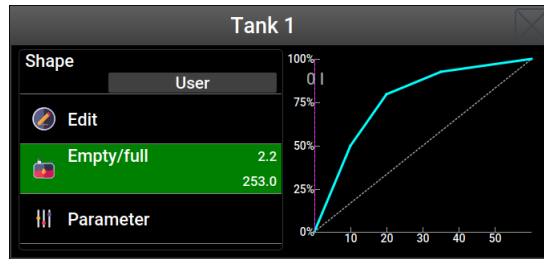 Tank 1
Shape
User
Edit
Empty/full 2.2
253.0
Parameter
100%
0 l
75%
50%
25%
0%
10 20 30 40 50